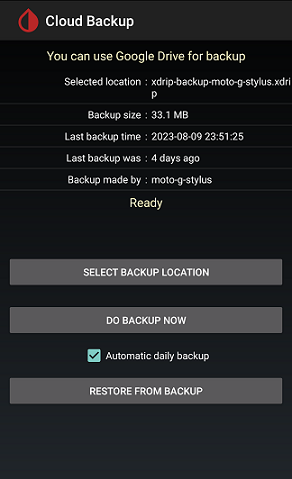 Cloud Backup
You can use Google Drive for backup
Selected location : xdrip-backup-moto-g-stylus.xdri
p
Backup size : 33.1 MB
Last backup time : 2023-08-09 23:51:25
Last backup was : 4 days ago
Backup made by : moto-g-stylus
Ready
SELECT BACKUP LOCATION
DO BACKUP NOW
Automatic daily backup
RESTORE FROM BACKUP